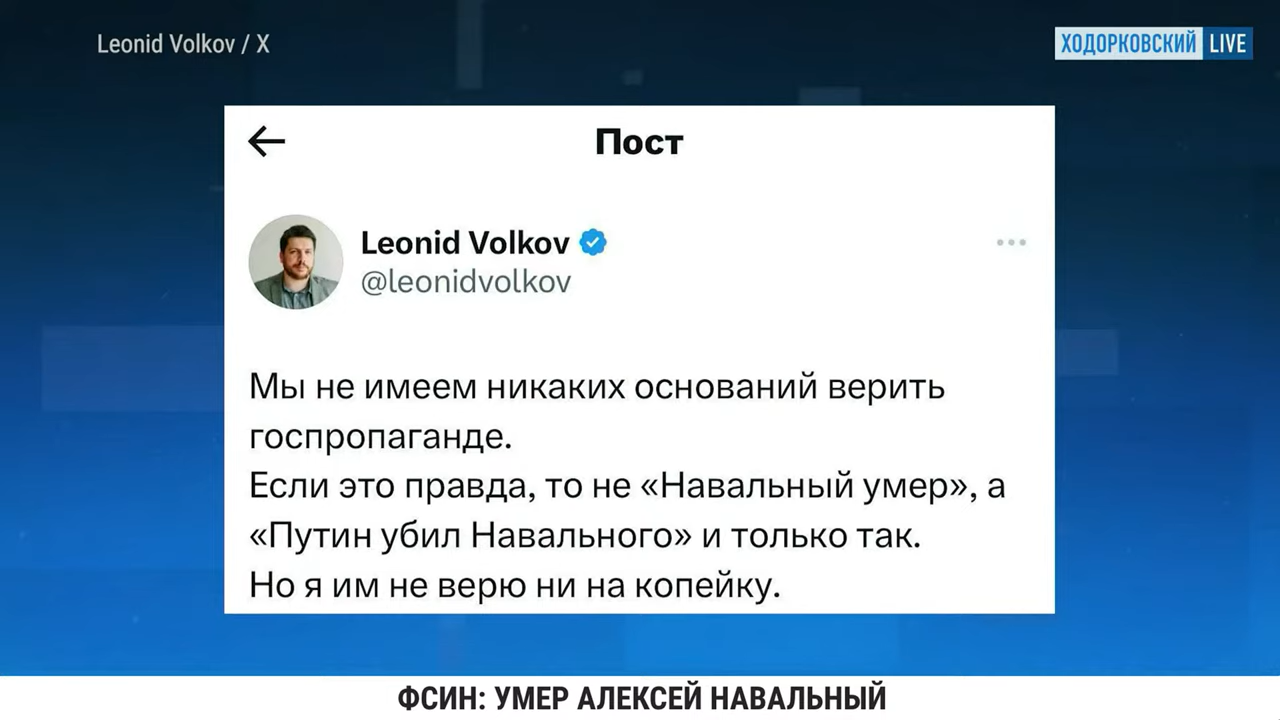 Leonid Volkov / X
ХОДОРКОВСКИЙ LIVE
Пост
Leonid Volkov
@leonidvolkov
Мы не имеем никаких оснований верить
госпропаганде.
Если это правда, то не «Навальный умер», а
«Путин убил Навального» и только так.
Но я им не верю ни на копейку.
ФСИН: УМЕР АЛЕКСЕЙ НАВАЛЬНЫЙ